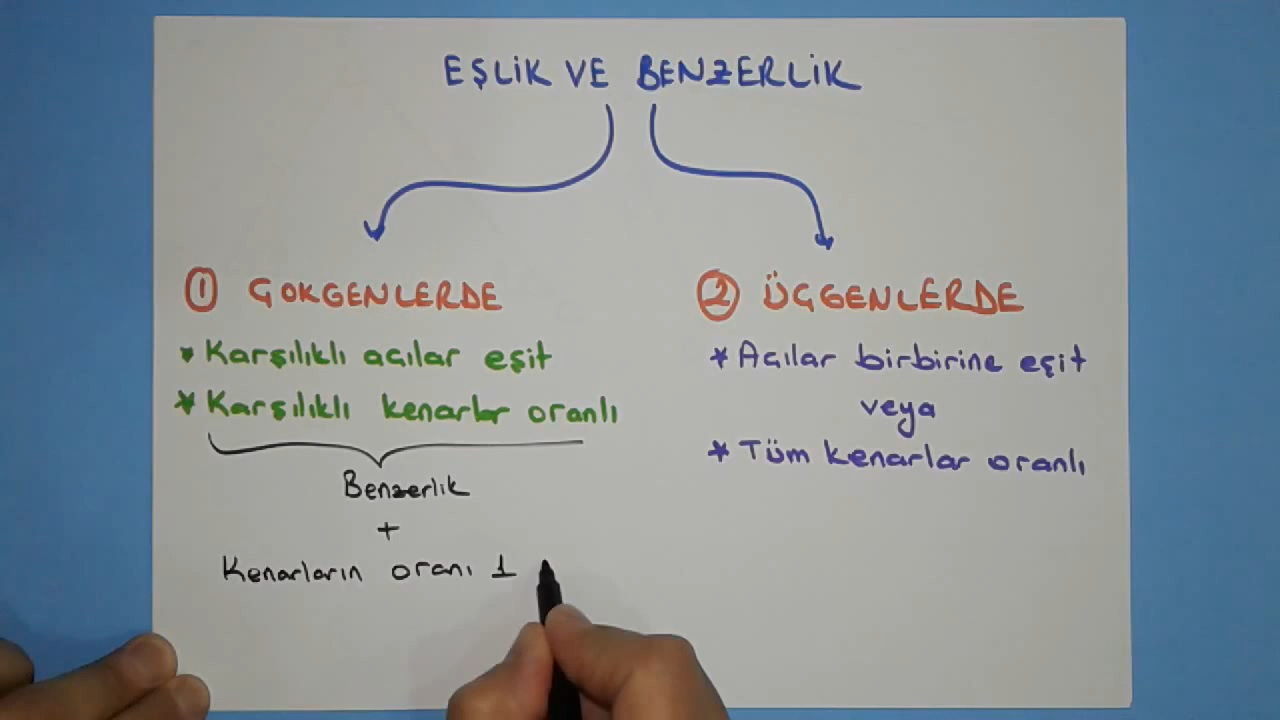 EŞLİK VE BENZERLİK
1 ÇOKGENLERDE
* Karşılıklı açılar eşit
* Karşılıklı kenarlar oranlı
Benzerlik
+
Kenarların oranı 1
2 ÜÇGENLERDE
* Açılar birbirine eşit
veya
* Tüm kenarlar oranlı